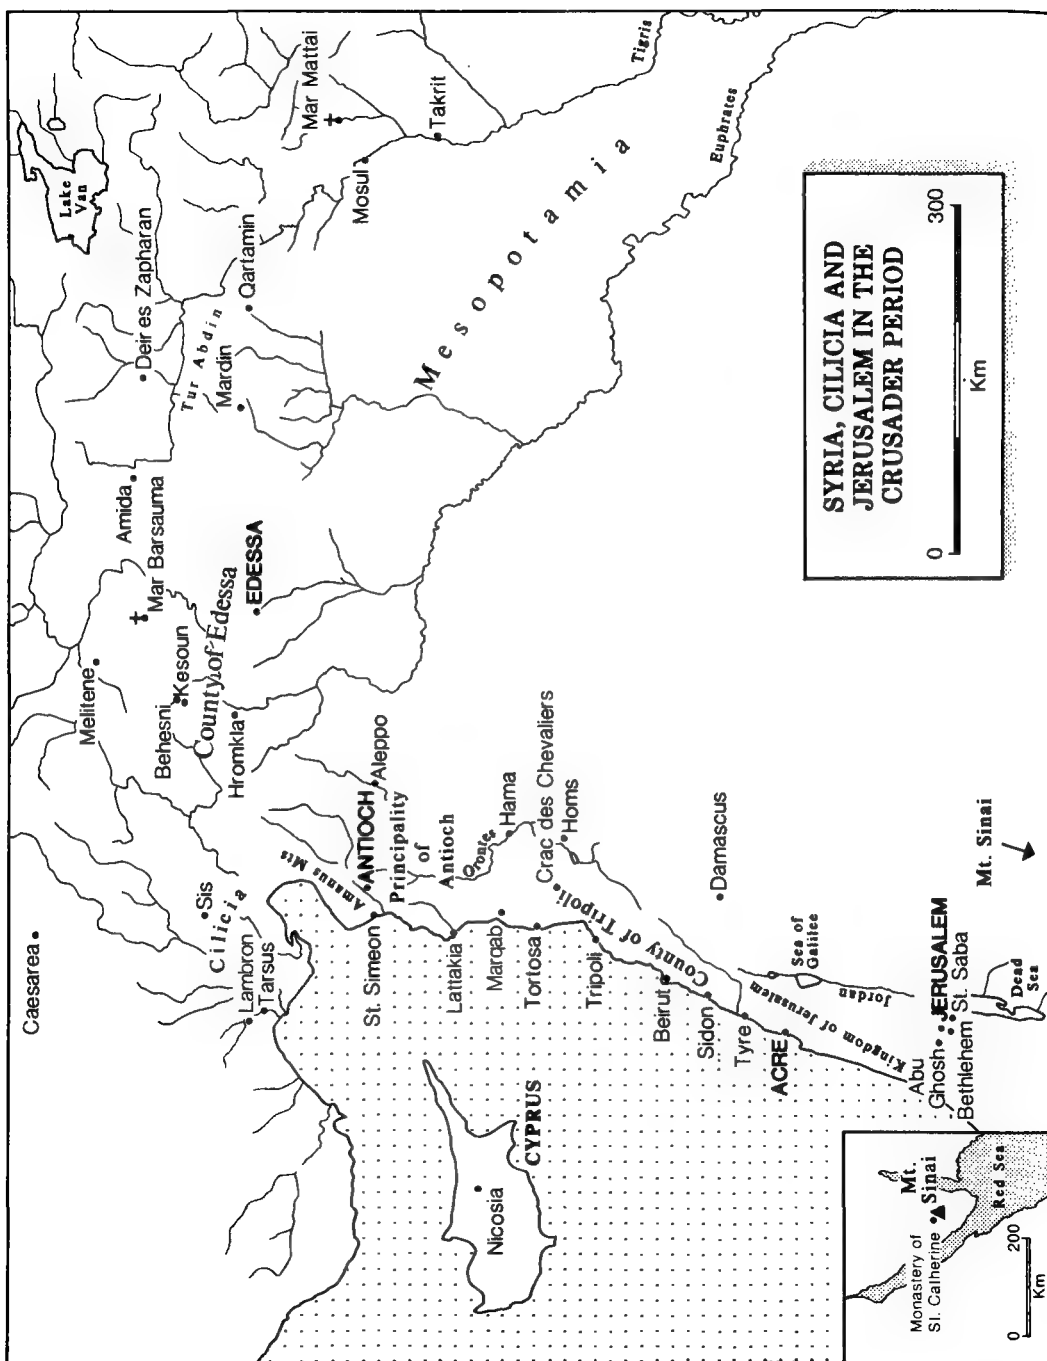 SYRIA, CILICIA AND
JERUSALEM IN THE
CRUSADER PERIOD
0
300
Km
Caesarea
Lake
Van
Melitene
Amida
Mar Barsauma
Deir es Zapharan
Tur Abdin
Mardin
Qartamin
Mar Mattai
Mosul
Takrit
Tigris
Euphrates
Mesopotamia
Behesni
Kesoun
County of Edessa
EDESSA
Hromkla
Sis
Cilicia
Lambron
Tarsus
Amanus Mts
St. Simeon
ANTIOCH
Aleppo
Principality
of
Antioch
Orontes
Lattakia
Hama
Marqab
Tortosa
Crac des Chevaliers
Homs
Tripoli
County of Tripoli
Beirut
Sidon
Damascus
Tyre
ACRE
Kingdom of Jerusalem
Sea of
Galilee
Jordan
Abu
Ghosh
JERUSALEM
St. Saba
Bethlehem
Dead
Sea
Mt. Sinai
Nicosia
CYPRUS
Monastery of
St. Catherine
Mt.
Sinai
Red Sea
0
200
Km